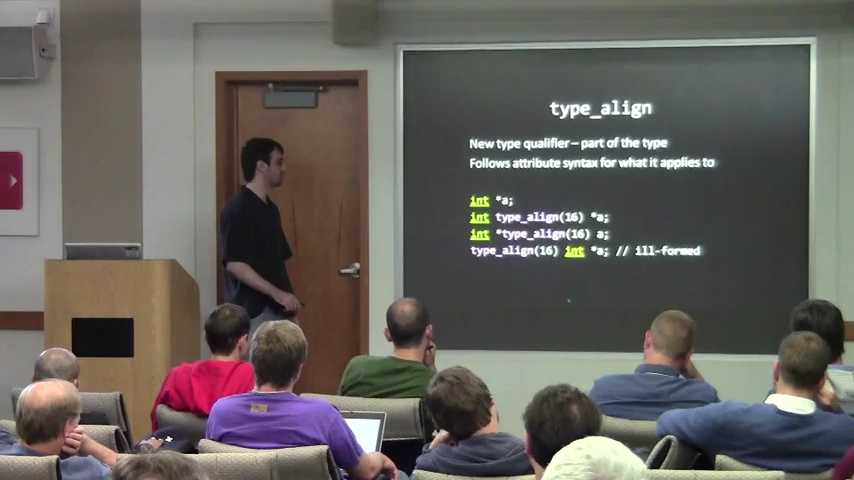 type_align
New type qualifier – part of the type
Follows attribute syntax for what it applies to
int *a;
int type_align(16) *a;
int *type_align(16) a;
type_align(16) int *a; // ill-formed